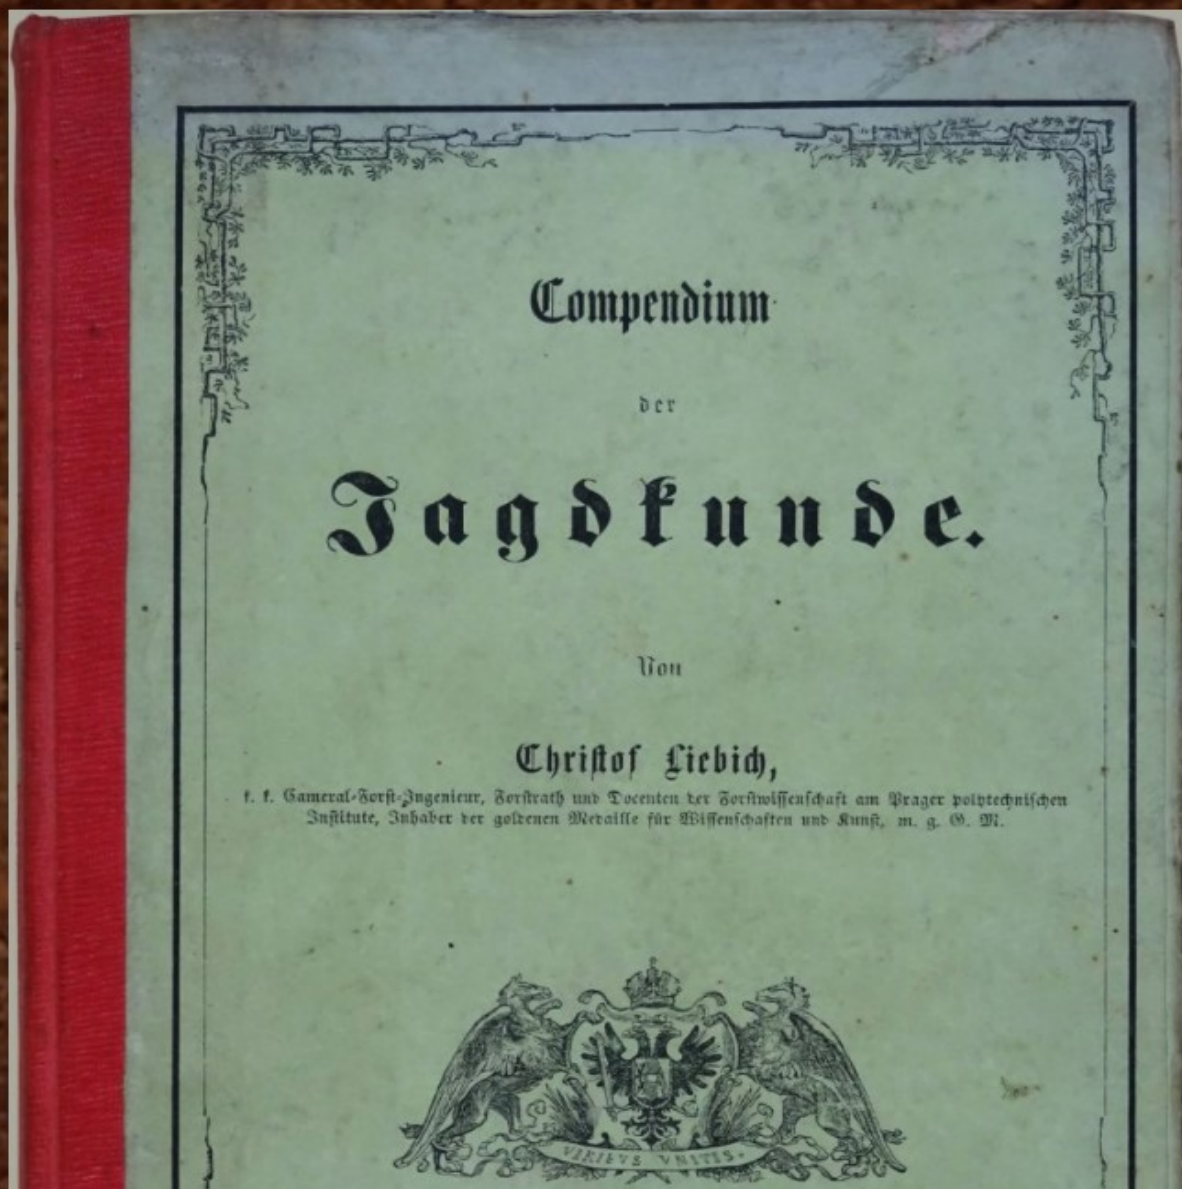 Compendium
der
Jagdkunde.
Von
Christof Liebich,
k. k. Cameral-Forst-Ingenieur, Forstrath und Docenten der Forstwissenschaft am Prager polytechnischen
Institute, Inhaber der goldenen Medaille für Wissenschaften und Kunst, m. g. G. M.
VIRIBVS VNITIS.